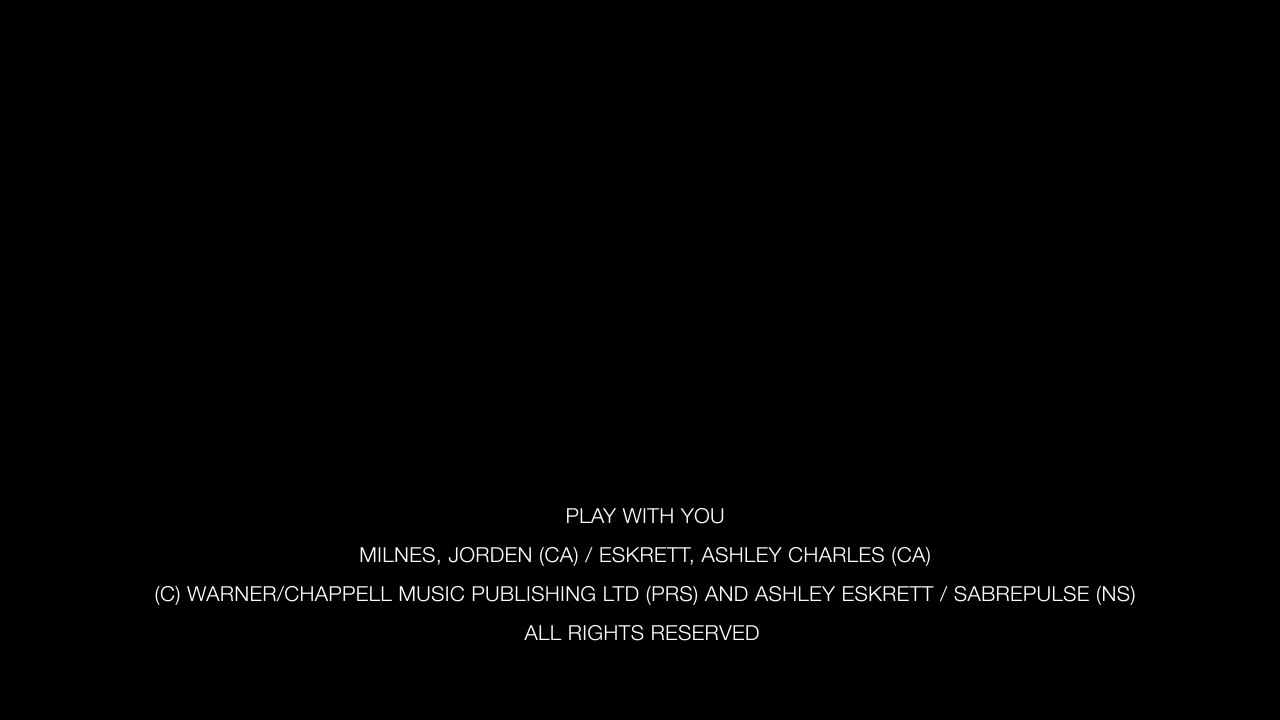 PLAY WITH YOU
MILNES, JORDEN (CA) / ESKRETT, ASHLEY CHARLES (CA)
(C) WARNER/CHAPPELL MUSIC PUBLISHING LTD (PRS) AND ASHLEY ESKRETT / SABREPULSE (NS)
ALL RIGHTS RESERVED